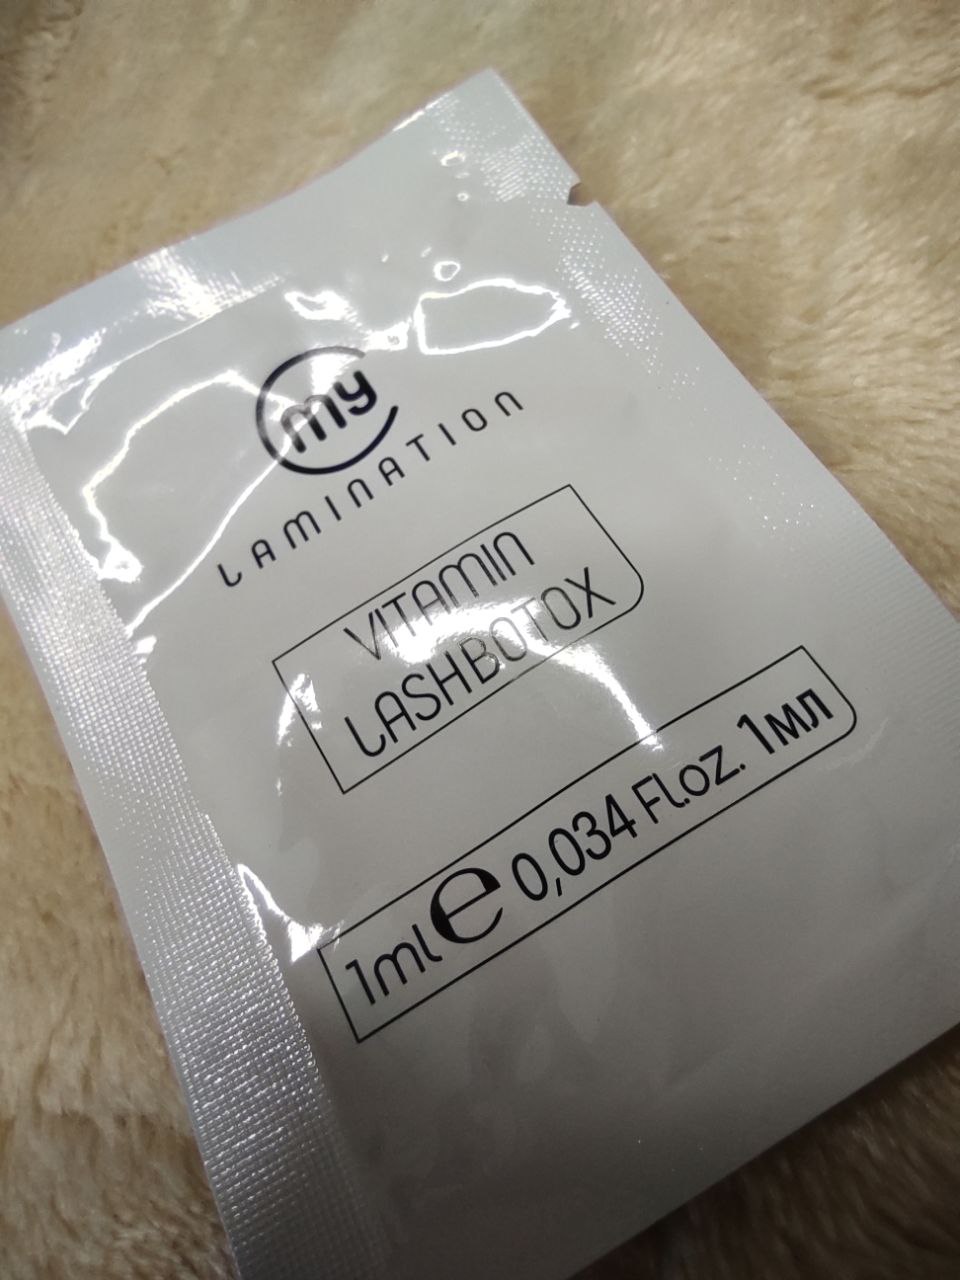 my
LAMINATION
VITAMIN
LASHBOTOX
1ml e 0,034 Fl.oz. 1мл